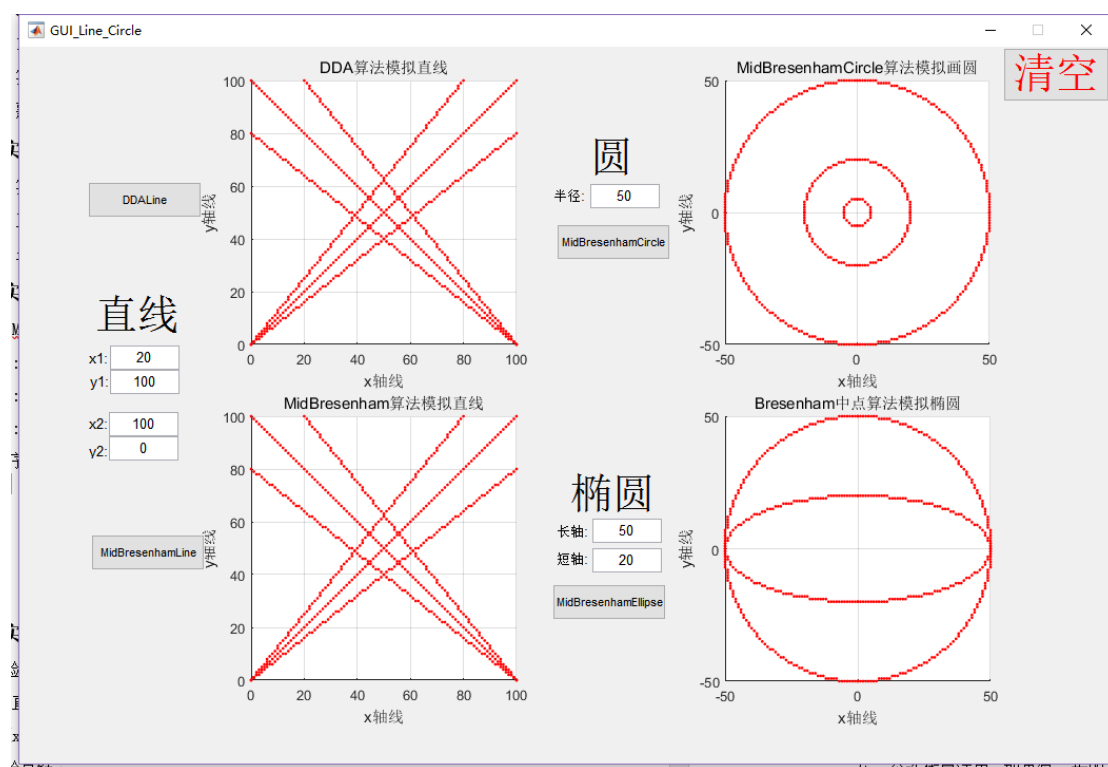 GUI_Line_Circle
清空
DDA算法模拟直线
100
80
60
40
20
0
0 20 40 60 80 100
x轴线
y轴线
DDALine
直线
x1: 20
y1: 100
x2: 100
y2: 0
MidBresenhamLine
MidBresenham算法模拟直线
100
80
60
40
20
0
0 20 40 60 80 100
x轴线
y轴线
圆
半径: 50
MidBresenhamCircle
MidBresenhamCircle算法模拟画圆
50
0
-50
-50 0 50
x轴线
y轴线
椭圆
长轴: 50
短轴: 20
MidBresenhamEllipse
Bresenham中点算法模拟椭圆
50
0
-50
-50 0 50
x轴线
y轴线